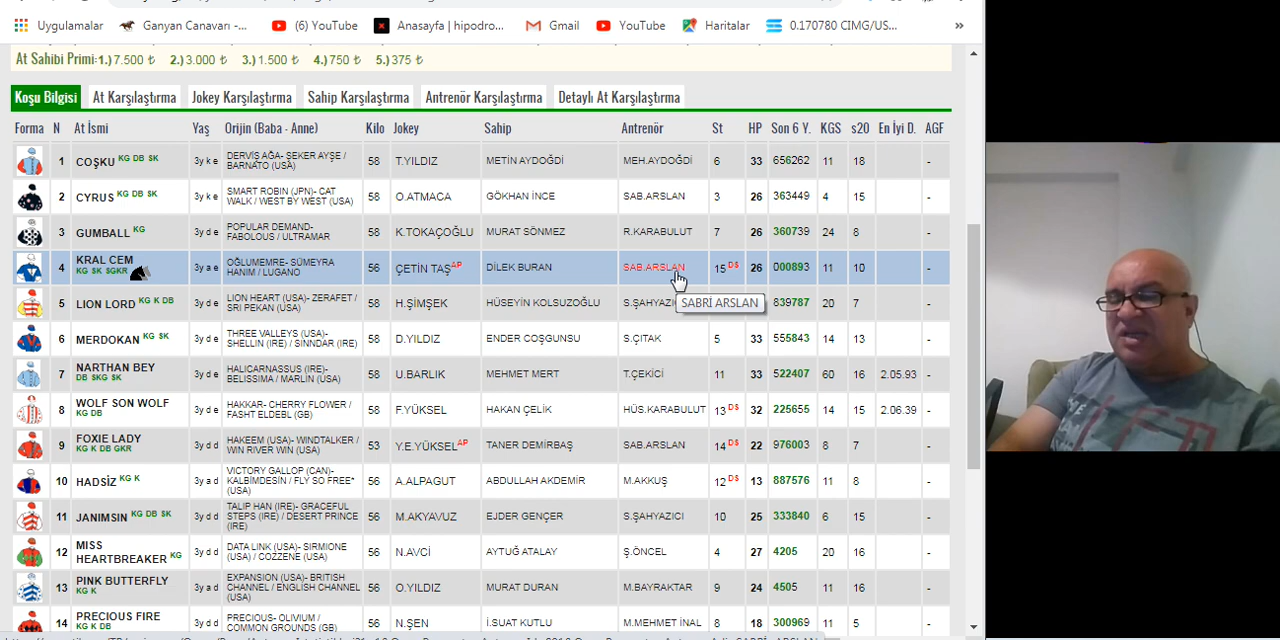 Uygulamalar Ganyan Canavarı -... (6) YouTube Anasayfa | hipodro... Gmail YouTube Haritalar 0.170780 CIMG/US... »
At Sahibi Primi: 1.) 7.500 ₺ 2.) 3.000 ₺ 3.) 1.500 ₺ 4.) 750 ₺ 5.) 375 ₺
Koşu Bilgisi At Karşılaştırma Jokey Karşılaştırma Sahip Karşılaştırma Antrenör Karşılaştırma Detaylı At Karşılaştırma
Forma N At İsmi Yaş Orijin (Baba - Anne) Kilo Jokey Sahip Antrenör St HP Son 6 Y. KGS s20 En İyi D. AGF
1 COŞKU KG DB SK 3y k e DERVİŞ AĞA- ŞEKER AYŞE / BARNATO (USA) 58 T.YILDIZ METİN AYDOĞDİ MEH.AYDOĞDİ 6 33 656262 11 18 -
2 CYRUS KG DB SK 3y k e SMART ROBIN (JPN)- CAT WALK / WEST BY WEST (USA) 58 O.ATMACA GÖKHAN İNCE SAB.ARSLAN 3 26 363449 4 15 -
3 GUMBALL KG 3y d e POPULAR DEMAND- FABOLOUS / ULTRAMAR 58 K.TOKAÇOĞLU MURAT SÖNMEZ R.KARABULUT 7 26 360739 24 8 -
4 KRAL CEM KG SK SGKR 3y a e OĞLUMEMRE- SÜMEYRA HANIM / LUGANO 56 ÇETİN TAŞ AP DİLEK BURAN SAB.ARSLAN 15 DS 26 000893 11 10 -
5 LION LORD KG K DB 3y d e LION HEART (USA)- ZERAFET / SRI PEKAN (USA) 58 H.ŞİMŞEK HÜSEYİN KOLSUZOĞLU S.ŞAHYAZIC 839787 20 7 -
SABRİ ARSLAN
6 MERDOKAN KG SK 3y d e THREE VALLEYS (USA)- SHELLIN (IRE) / SINNDAR (IRE) 58 D.YILDIZ ENDER COŞGUNSU S.ÇITAK 5 33 555843 14 13 -
7 NARTHAN BEY DB SKG SK 3y d e HALICARNASSUS (IRE)- BELISSIMA / MARLIN (USA) 58 U.BARLIK MEHMET MERT T.ÇEKİCİ 11 33 522407 60 16 2.05.93 -
8 WOLF SON WOLF KG DB 3y d e HAKKAR- CHERRY FLOWER / FASHT ELDEBL (GB) 58 F.YÜKSEL HAKAN ÇELİK HÜS.KARABULUT 13 DS 32 225655 14 15 2.06.39 -
9 FOXIE LADY KG K DB GKR 3y d d HAKEEM (USA)- WINDTALKER / WIN RIVER WIN (USA) 53 Y.E.YÜKSEL AP TANER DEMİRBAŞ SAB.ARSLAN 14 DS 22 976003 8 7 -
10 HADSİZ KG K 3y a d VICTORY GALLOP (CAN)- KALBİMDESİN / FLY SO FREE* (USA) 56 A.ALPAGUT ABDULLAH AKDEMİR M.AKKUŞ 12 DS 13 887576 11 8 -
11 JANIMSIN KG DB SK 3y d d TALIP HAN (IRE)- GRACEFUL STEPS (IRE) / DESERT PRINCE (IRE) 56 M.AKYAVUZ EJDER GENÇER S.ŞAHYAZICI 10 25 333840 6 15 -
12 MISS HEARTBREAKER KG 3y d d DATA LINK (USA)- SIRMIONE (USA) / COZZENE (USA) 56 N.AVCİ AYTUĞ ATALAY Ş.ÖNCEL 4 27 4205 20 16 -
13 PINK BUTTERFLY KG K 3y a d EXPANSION (USA)- BRITISH CHANNEL / ENGLISH CHANNEL (USA) 56 O.YILDIZ MURAT DURAN M.BAYRAKTAR 9 24 4505 11 16 -
14 PRECIOUS FIRE KG K DB 3y d d PRECIOUS- OLIVIUM / COMMON GROUNDS (GB) 56 N.ŞEN İ.SUAT KUTLU M.MEHMET İNAL 8 18 300969 11 5 -